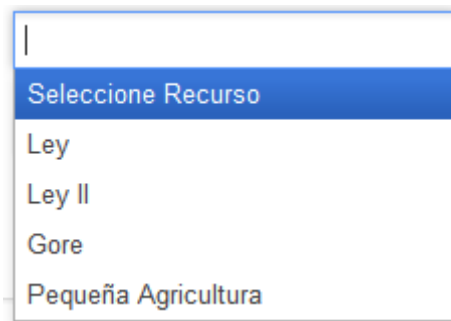 Seleccione Recurso
Ley
Ley II
Gore
Pequeña Agricultura